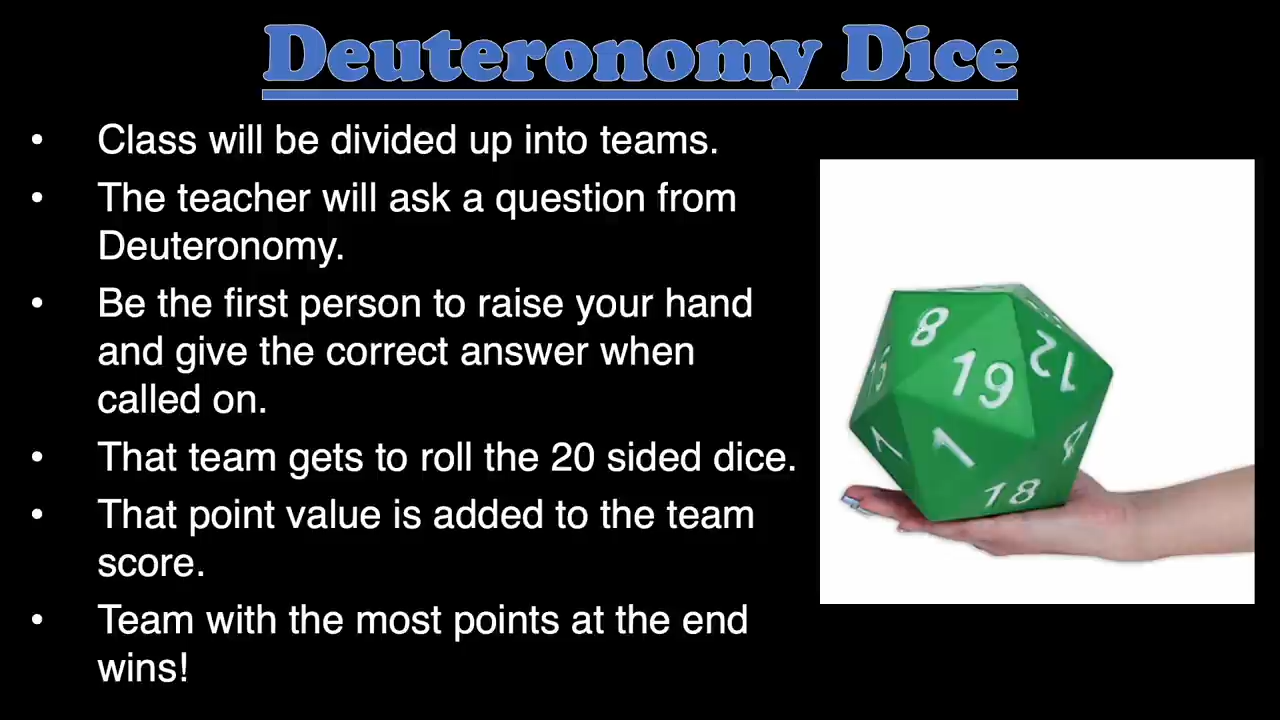 Deuteronomy Dice
• Class will be divided up into teams.
• The teacher will ask a question from
Deuteronomy.
• Be the first person to raise your hand
and give the correct answer when
called on.
• That team gets to roll the 20 sided dice.
• That point value is added to the team
score.
• Team with the most points at the end
wins!
8
19
12
15
1
18